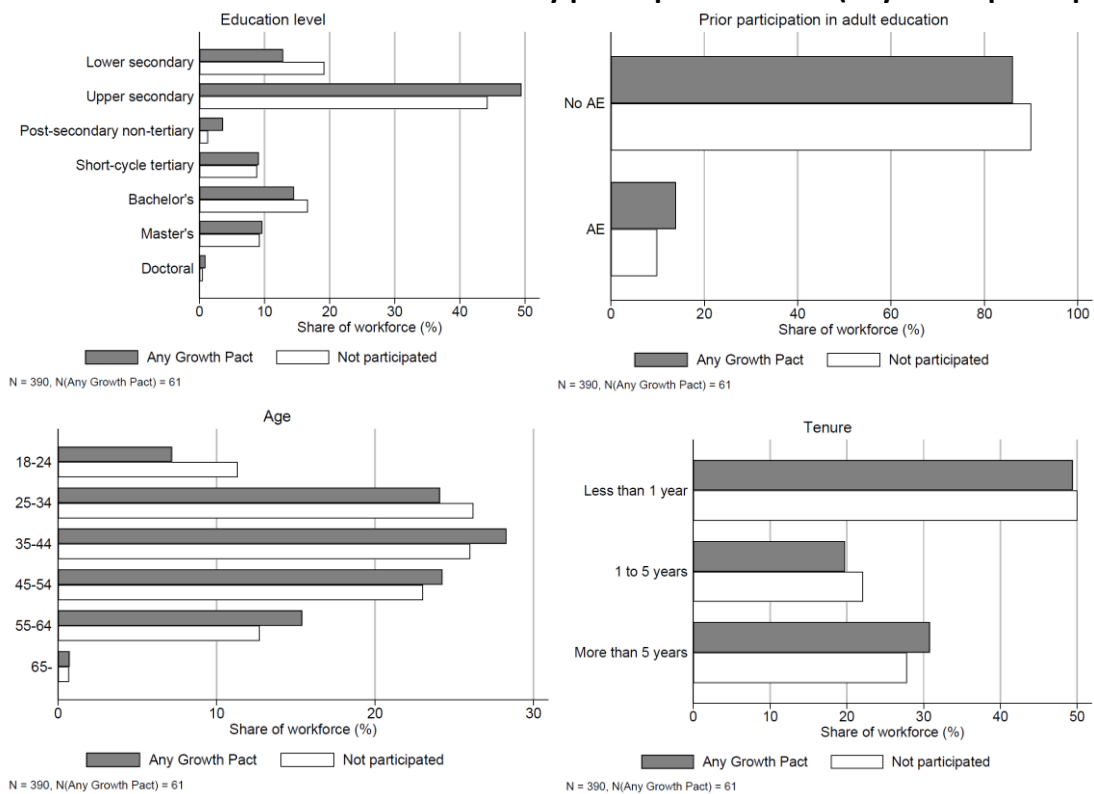 Education level
Lower secondary
Upper secondary
Post-secondary non-tertiary
Short-cycle tertiary
Bachelor's
Master's
Doctoral
0 10 20 30 40 50
Share of workforce (%)
Any Growth Pact Not participated
N = 390, N(Any Growth Pact) = 61
Prior participation in adult education
No AE
AE
0 20 40 60 80 100
Share of workforce (%)
Any Growth Pact Not participated
N = 390, N(Any Growth Pact) = 61
Age
18-24
25-34
35-44
45-54
55-64
65-
0 10 20 30
Share of workforce (%)
Any Growth Pact Not participated
N = 390, N(Any Growth Pact) = 61
Tenure
Less than 1 year
1 to 5 years
More than 5 years
0 10 20 30 40 50
Share of workforce (%)
Any Growth Pact Not participated
N = 390, N(Any Growth Pact) = 61